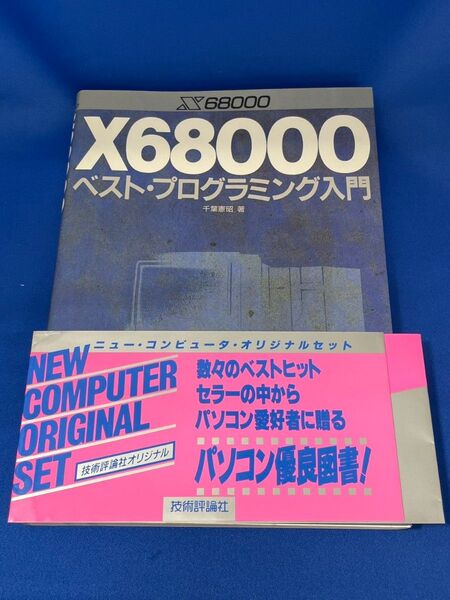 X68000
X68000
ベスト・プログラミング入門
千葉憲昭 著
ニュー・コンピュータ・オリジナルセット
NEW
COMPUTER
ORIGINAL
SET
技術評論社オリジナル
数々のベストヒット
セラーの中から
パソコン愛好者に贈る
パソコン優良図書!
技術評論社